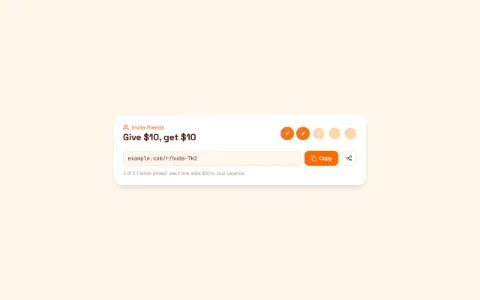 Invite friends
Give $10, get $10
example.com/r/huda-7k2
Copy
of 5 friends joined· each one adds $10 to your balance